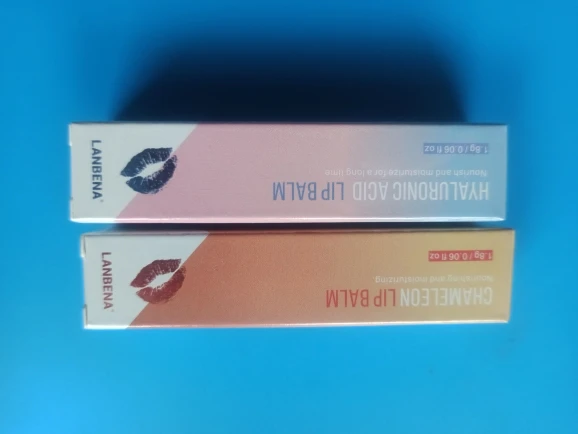 LANBENA®
HYALURONIC ACID LIP BALM
Nourish and moisturize for a long time
1.8g / 0.06 fl oz
LANBENA®
CHAMELEON LIP BALM
Nourishing and moisturizing
1.8g / 0.06 fl oz